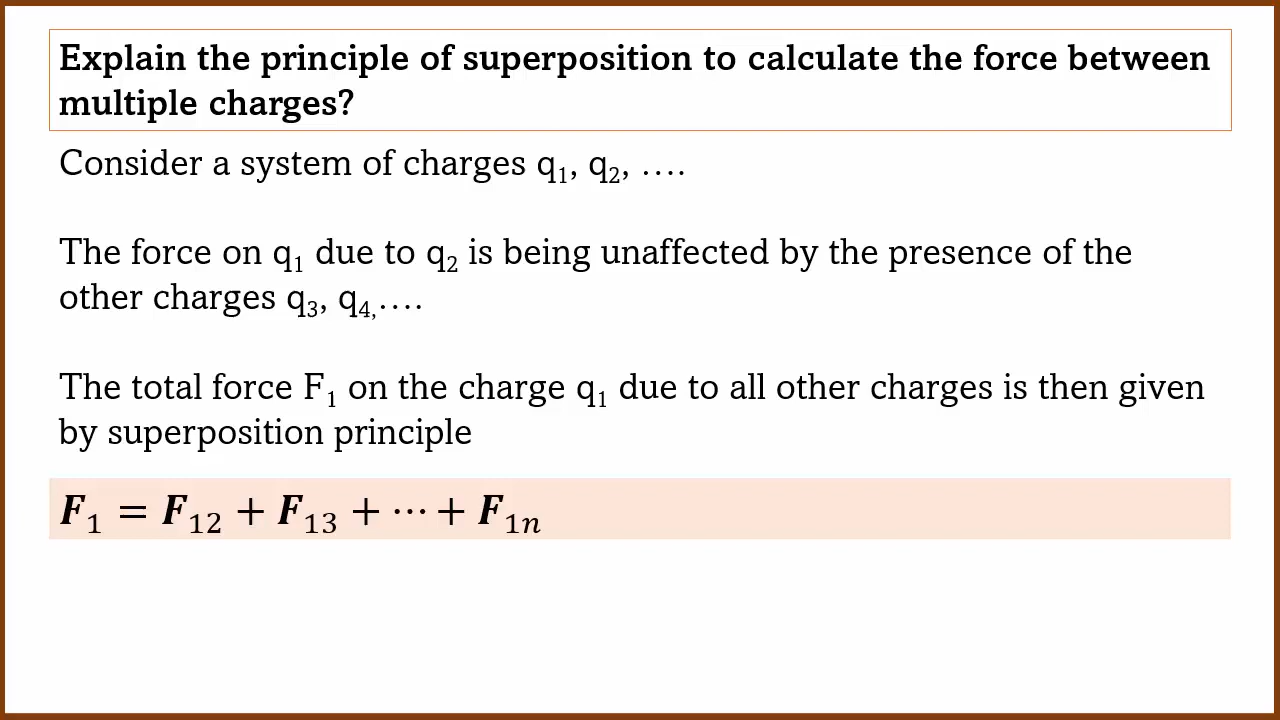 Explain the principle of superposition to calculate the force between
multiple charges?
Consider a system of charges q₁, q₂, ….
The force on q₁ due to q₂ is being unaffected by the presence of the
other charges q₃, q₄,….
The total force F₁ on the charge q₁ due to all other charges is then given
by superposition principle
𝑭₁ = 𝑭₁₂ + 𝑭₁₃ + ⋯ + 𝑭₁ₙ